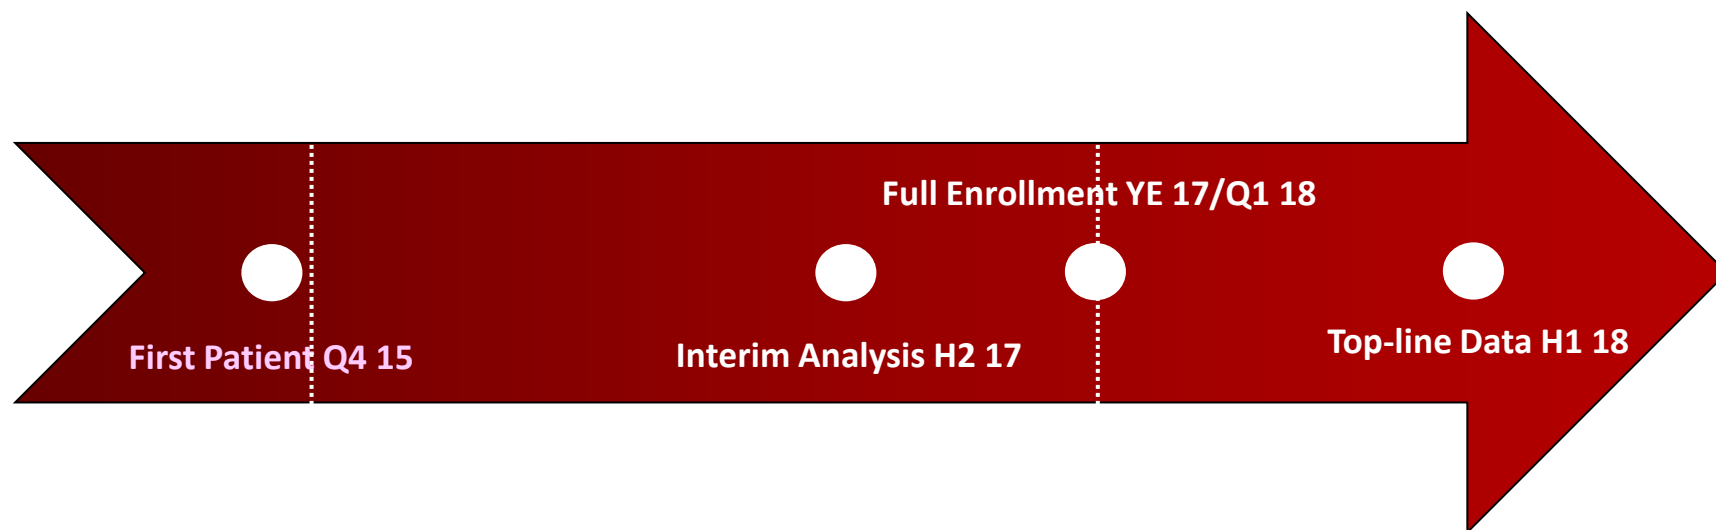 Full Enrollment YE 17/Q1 18
First Patient Q4 15
Interim Analysis H2 17
Top-line Data H1 18